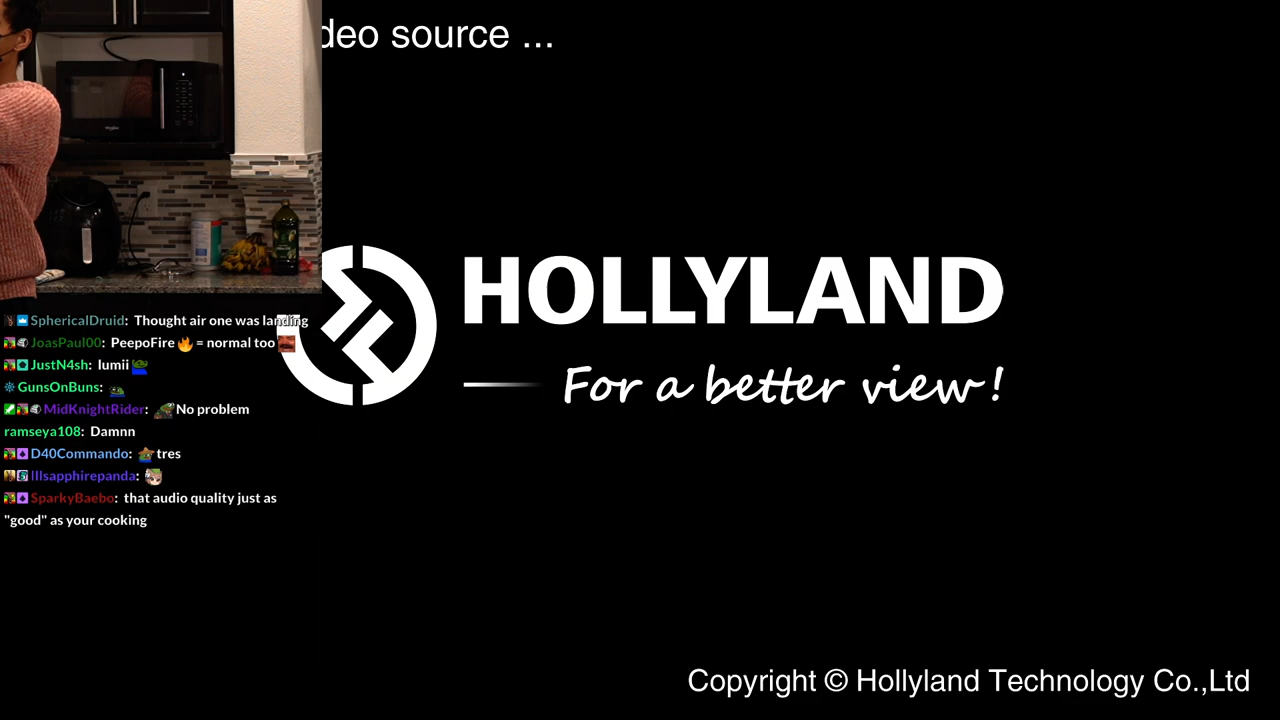 deo source ...
HOLLYLAND
For a better view!
SphericalDruid: Thought air one was landing
JoasPaul00: PeepoFire = normal too
JustN4sh: lumii
GunsOnBuns:
MidKnightRider: No problem
ramseya108: Damnn
D40Commando: tres
Illsapphirepanda:
SparkyBaebo: that audio quality just as
"good" as your cooking
Copyright © Hollyland Technology Co.,Ltd